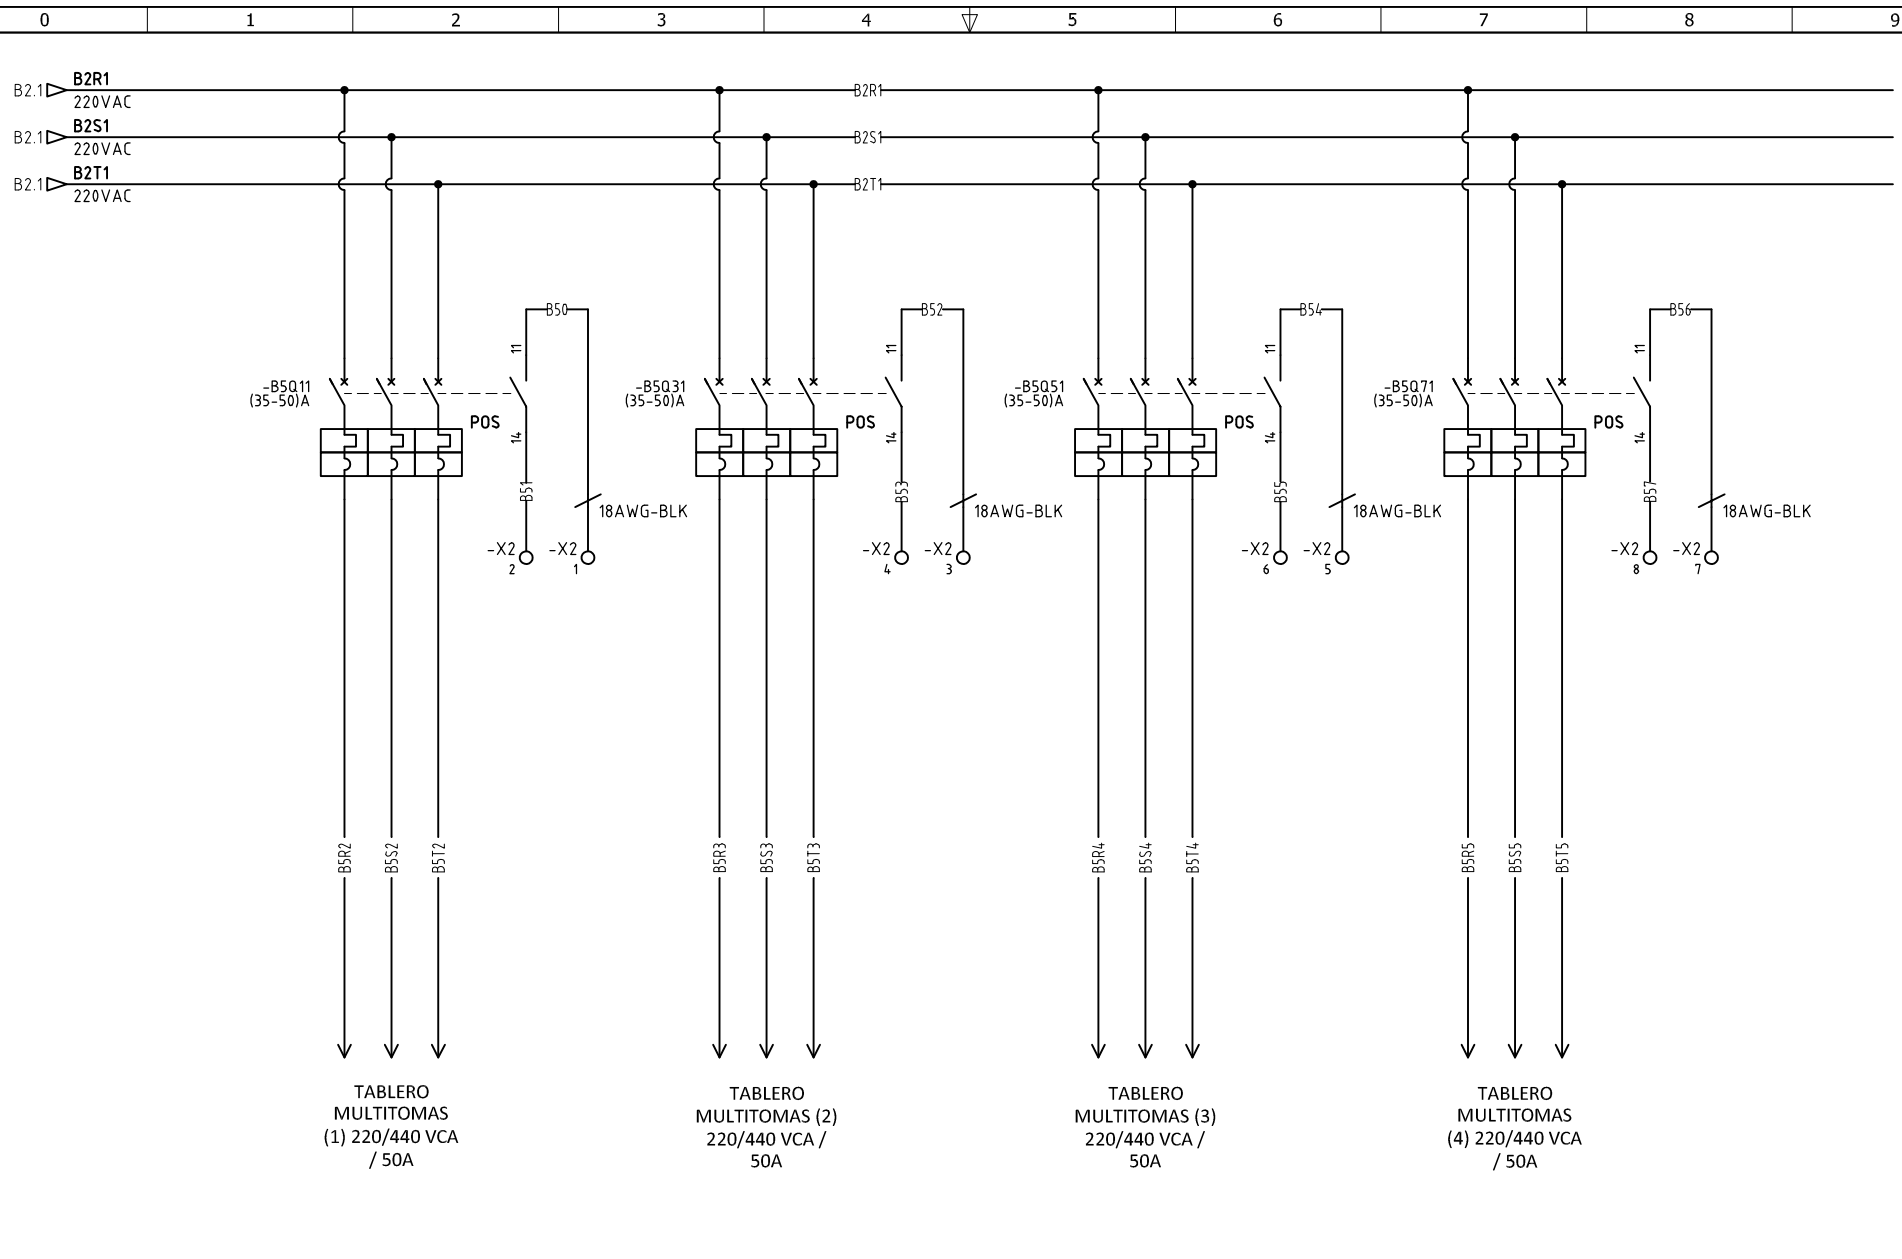 0 1 2 3 4 5 6 7 8 9
B2.1 B2R1 B2R1
220VAC
B2.1 B2S1 B2S1
220VAC
B2.1 B2T1 B2T1
220VAC
B50 B52 B54 B56
11 11 11 11
-B5Q11 -B5Q31 -B5Q51 -B5Q71
(35-50)A (35-50)A (35-50)A (35-50)A
POS POS POS POS
14 14 14 14
B51 B53 B55 B57
18AWG-BLK 18AWG-BLK 18AWG-BLK 18AWG-BLK
-X2 -X2 -X2 -X2 -X2 -X2 -X2 -X2
2 1 4 3 6 5 8 7
B5R2 B5S2 B5T2 B5R3 B5S3 B5T3 B5R4 B5S4 B5T4 B5R5 B5S5 B5T5
TABLERO
MULTITOMAS
(1) 220/440 VCA
/ 50A
TABLERO
MULTITOMAS (2)
220/440 VCA /
50A
TABLERO
MULTITOMAS (3)
220/440 VCA /
50A
TABLERO
MULTITOMAS
(4) 220/440 VCA
/ 50A